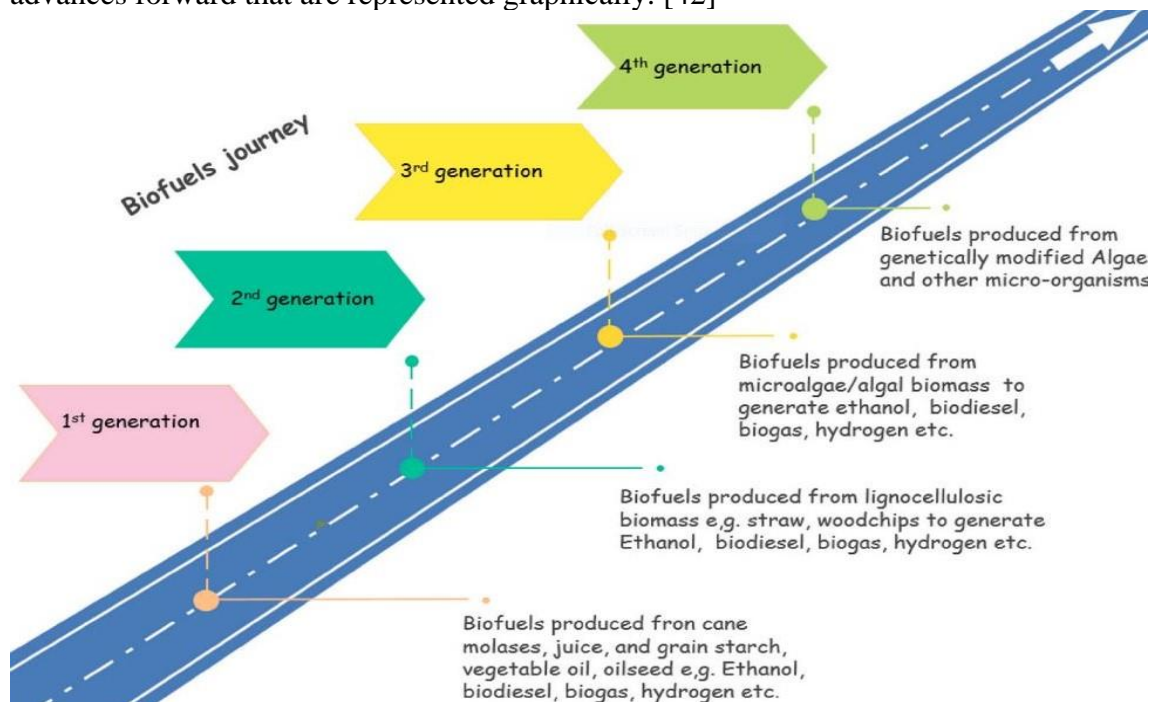 advances forward that are represented graphically. [42]
4th generation
Biofuels journey
3rd generation
Biofuels produced from
genetically modified Algae
and other micro-organisms
2nd generation
Biofuels produced from
microalgae/algal biomass to
generate ethanol, biodiesel,
biogas, hydrogen etc.
1st generation
Biofuels produced from lignocellulosic
biomass e,g. straw, woodchips to generate
Ethanol, biodiesel, biogas, hydrogen etc.
Biofuels produced fron cane
molases, juice, and grain starch,
vegetable oil, oilseed e,g. Ethanol,
biodiesel, biogas, hydrogen etc.